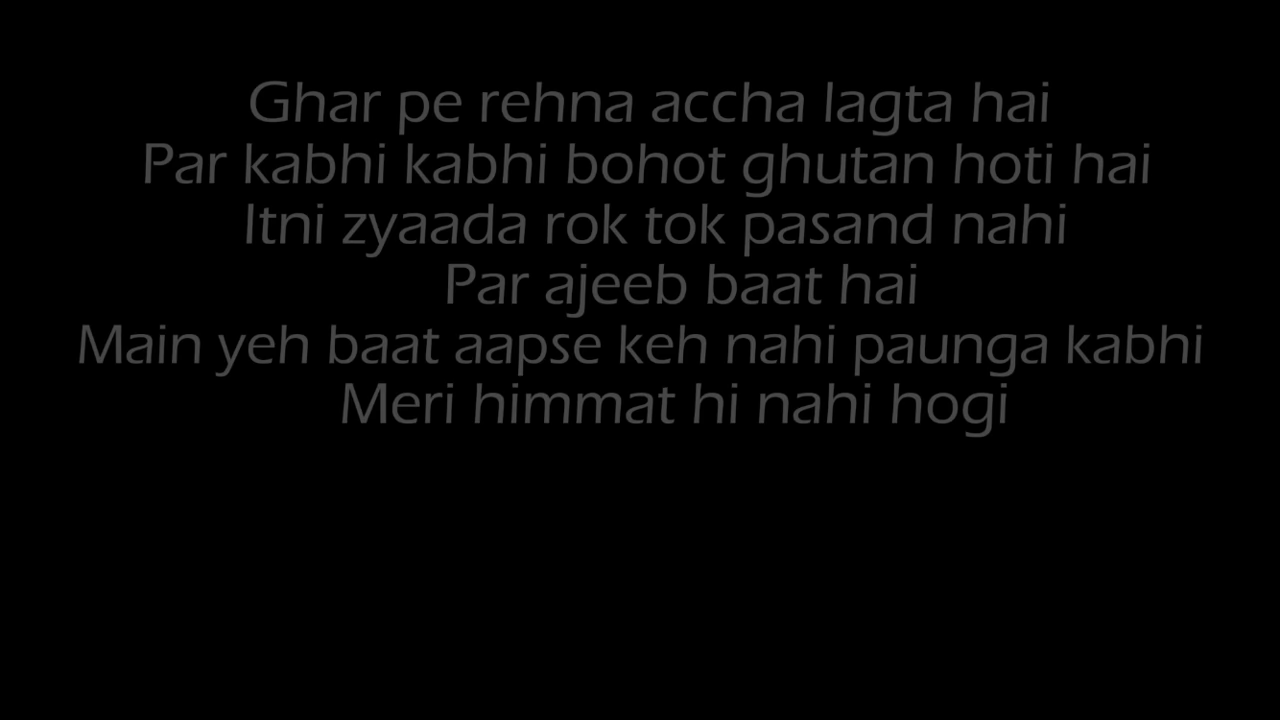 Ghar pe rehna accha lagta hai
Par kabhi kabhi bohot ghutan hoti hai
Itni zyaada rok tok pasand nahi
Par ajeeb baat hai
Main yeh baat aapse keh nahi paunga kabhi
Meri himmat hi nahi hogi